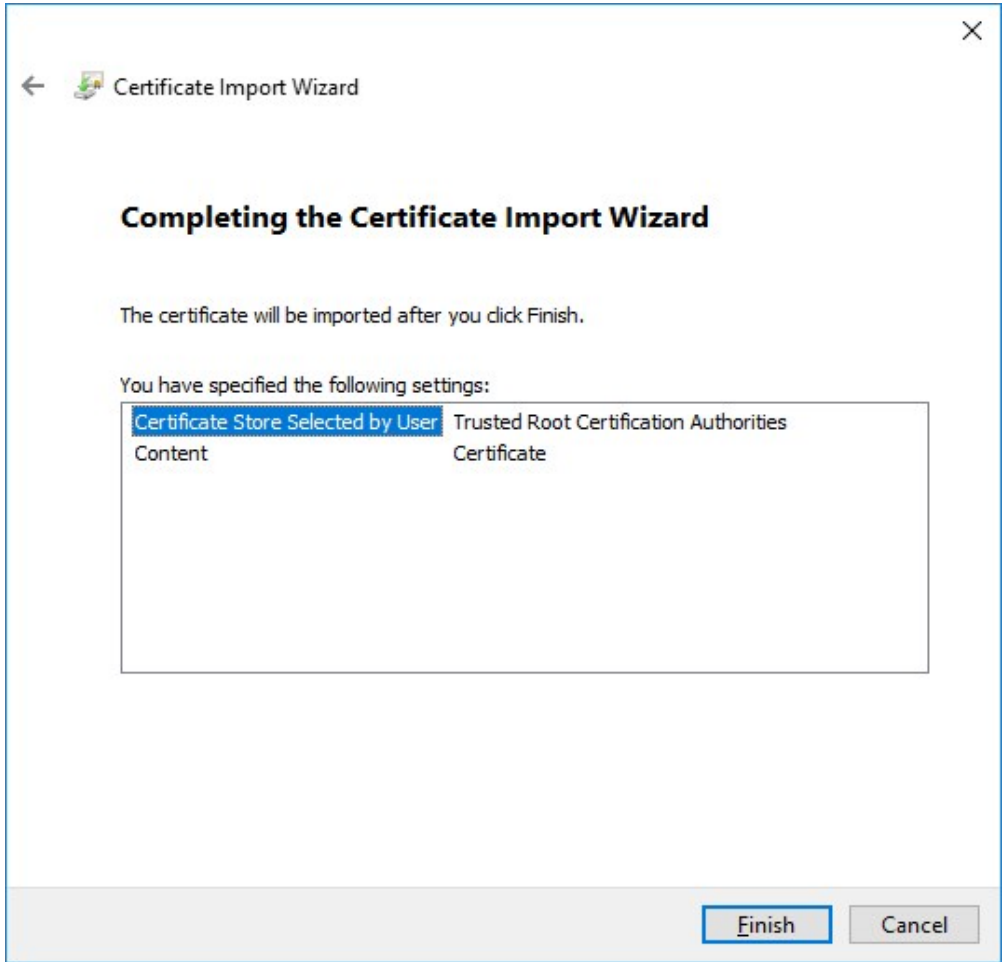 Certificate Import Wizard
Completing the Certificate Import Wizard
The certificate will be imported after you click Finish.
You have specified the following settings:
Certificate Store Selected by User Trusted Root Certification Authorities
Content Certificate
Finish Cancel